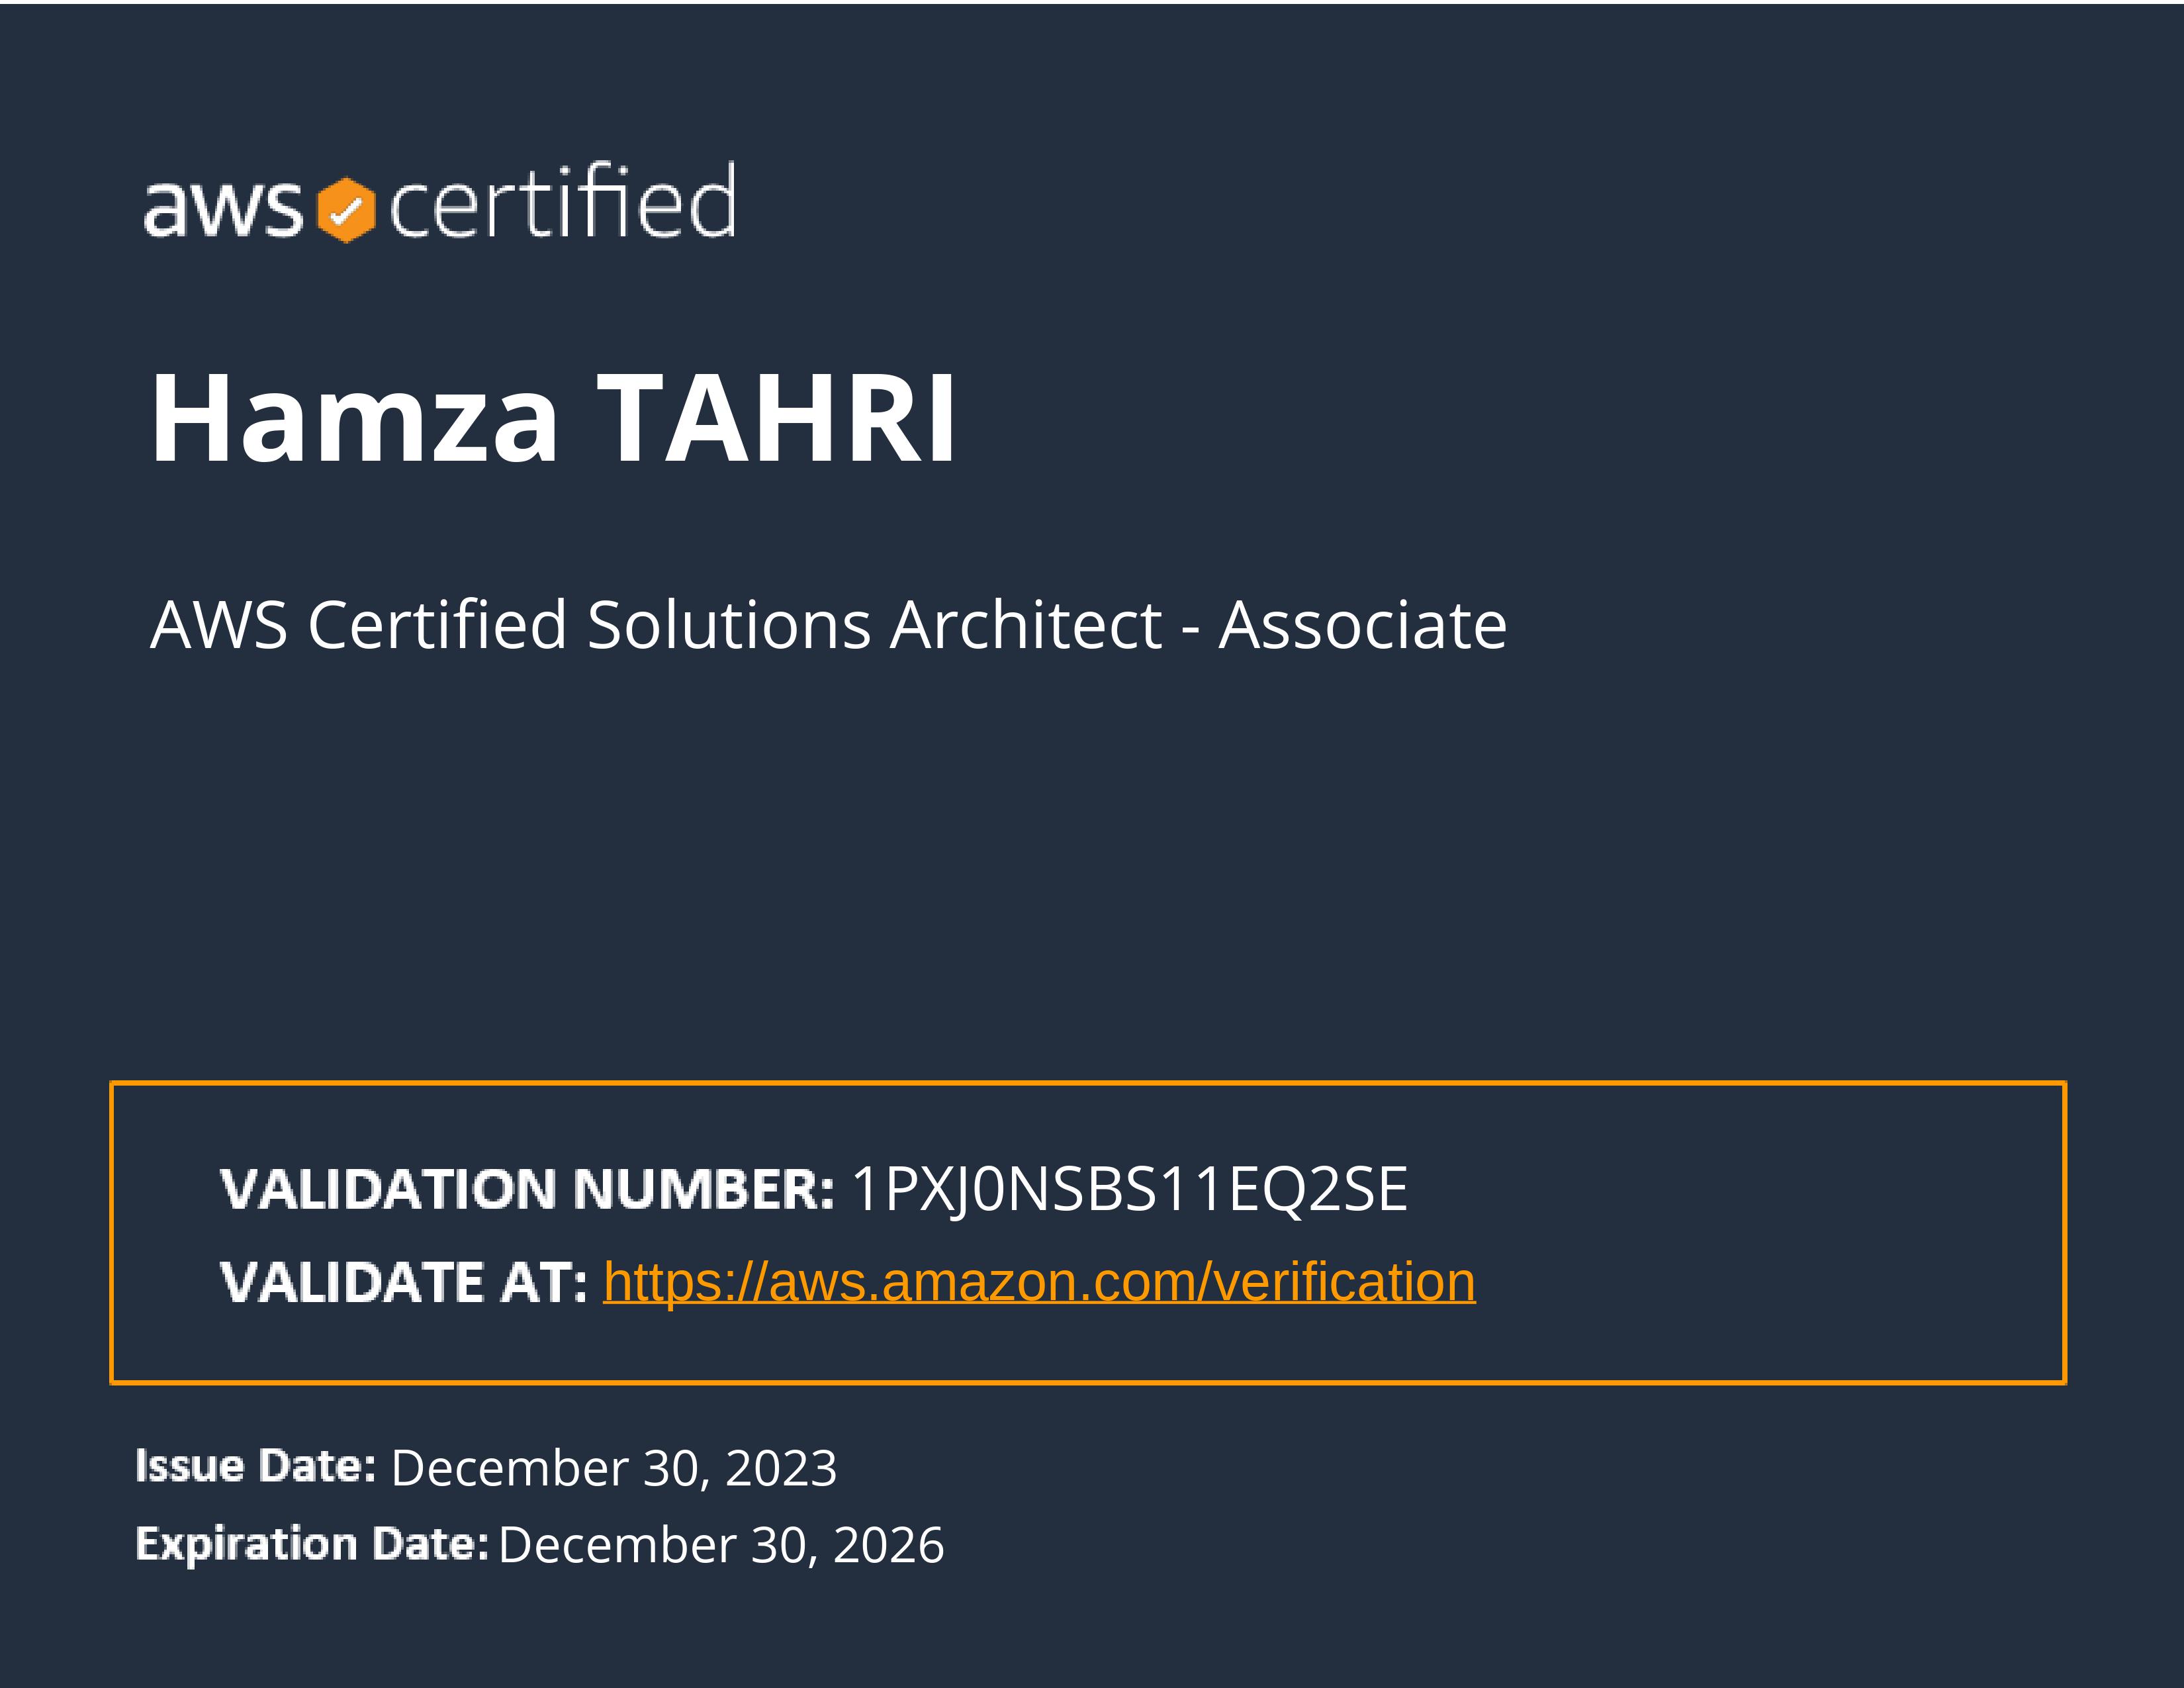 aws certified
Hamza TAHRI
AWS Certified Solutions Architect - Associate
VALIDATION NUMBER: 1PXJ0NSBS11EQ2SE
VALIDATE AT: https://aws.amazon.com/verification
Issue Date: December 30, 2023
Expiration Date: December 30, 2026